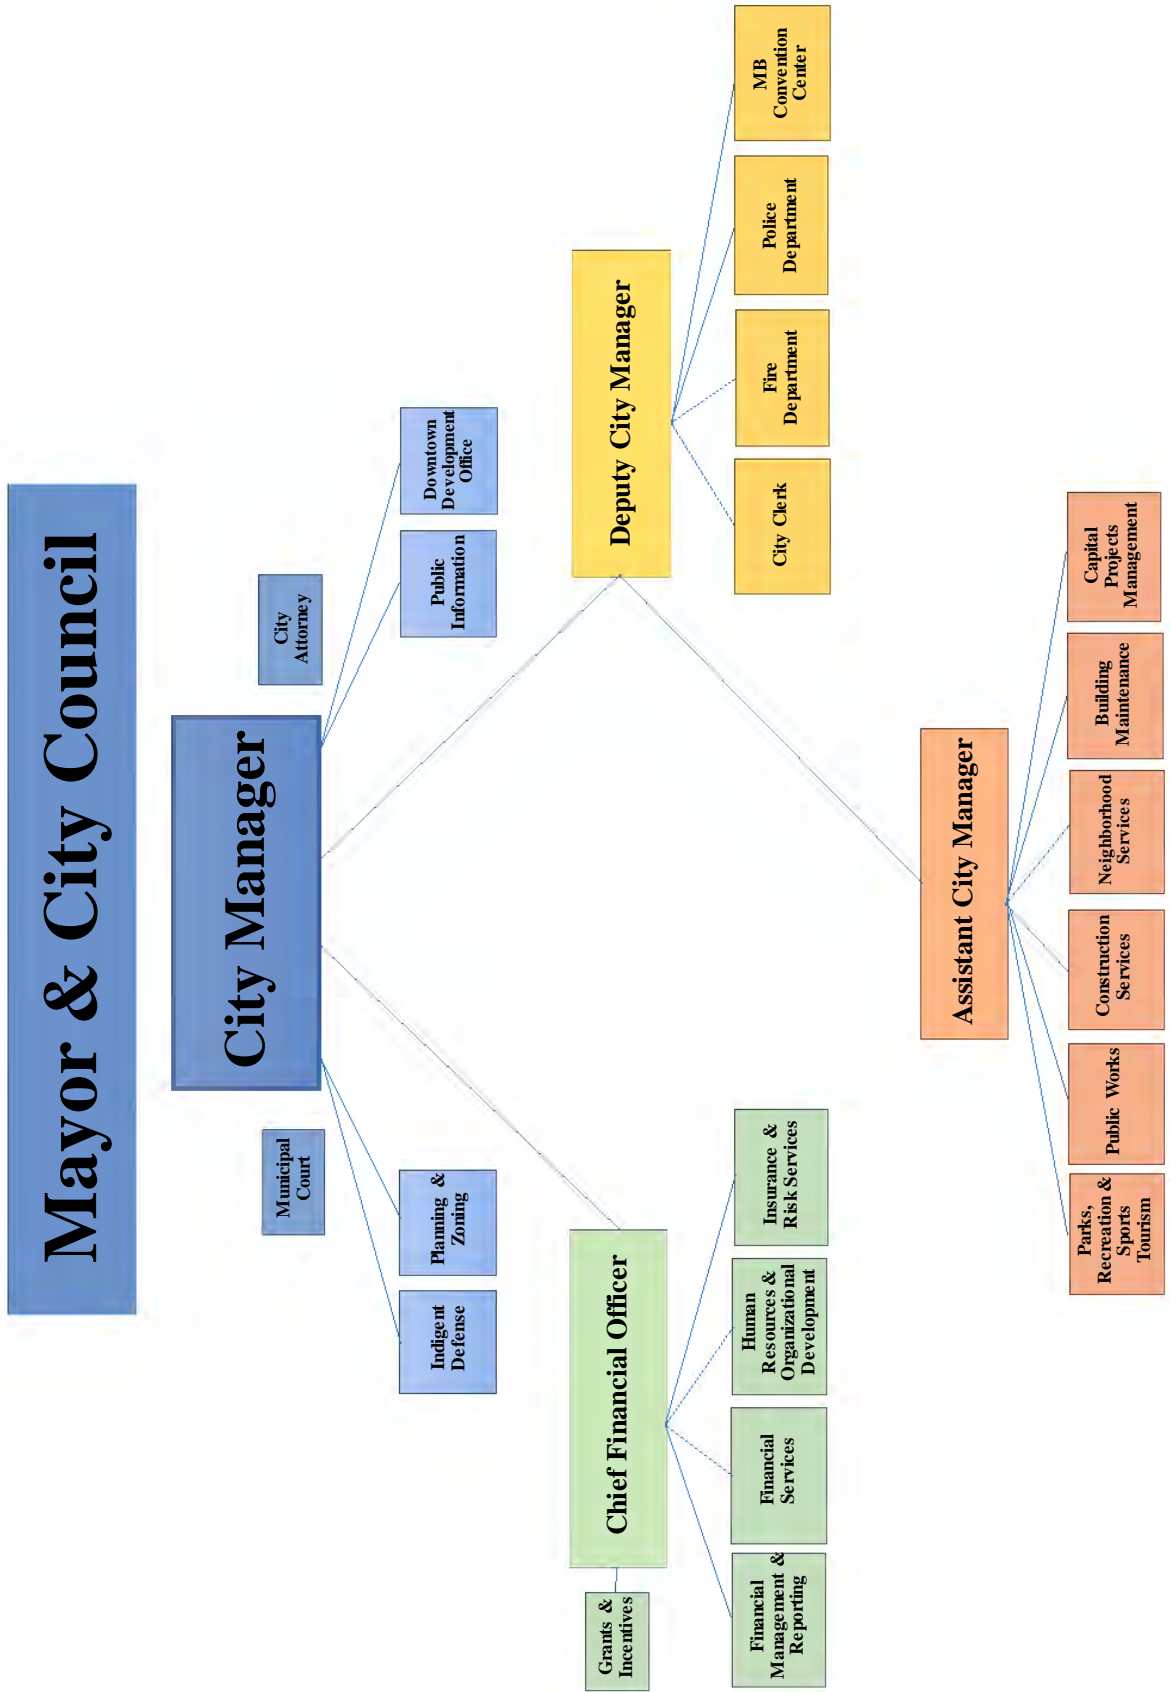 Mayor & City Council
City Manager
Municipal
Court
City
Attorney
Indigent
Defense
Planning &
Zoning
Public
Information
Downtown
Development
Office
Chief Financial Officer
Deputy City Manager
Grants &
Incentives
Financial
Management &
Reporting
Financial
Services
Human
Resources &
Organizational
Development
Insurance &
Risk Services
City Clerk
Fire
Department
Police
Department
MB
Convention
Center
Assistant City Manager
Parks,
Recreation &
Sports
Tourism
Public Works
Construction
Services
Neighborhood
Services
Building
Maintenance
Capital
Projects
Management